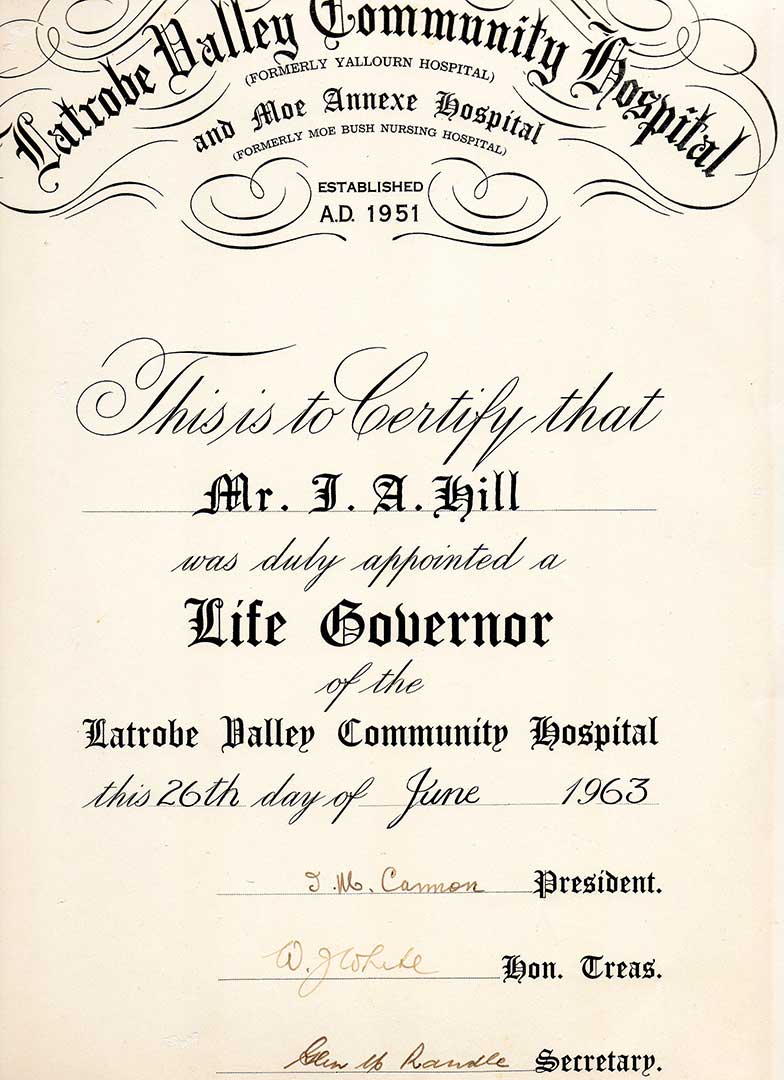 Latrobe Valley Community Hospital
(FORMERLY YALLOURN HOSPITAL)
and Moe Annexe Hospital
(FORMERLY MOE BUSH NURSING HOSPITAL)
ESTABLISHED
A.D. 1951
This is to Certify that
Mr. J. A. Hill
was duly appointed a
Life Governor
of the
Latrobe Valley Community Hospital
this 26th day of June 1963
M. Cannon President.
W. J White Hon. Treas.
Randle Secretary.